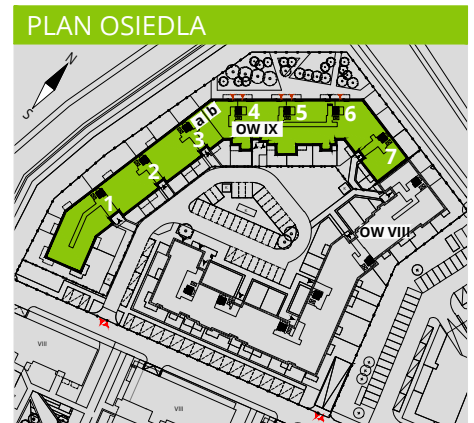 PLAN OSIEDLA
N
S
a b
4 5 6
OW IX
3
7
2
1
OW VIII
VIII
VIII